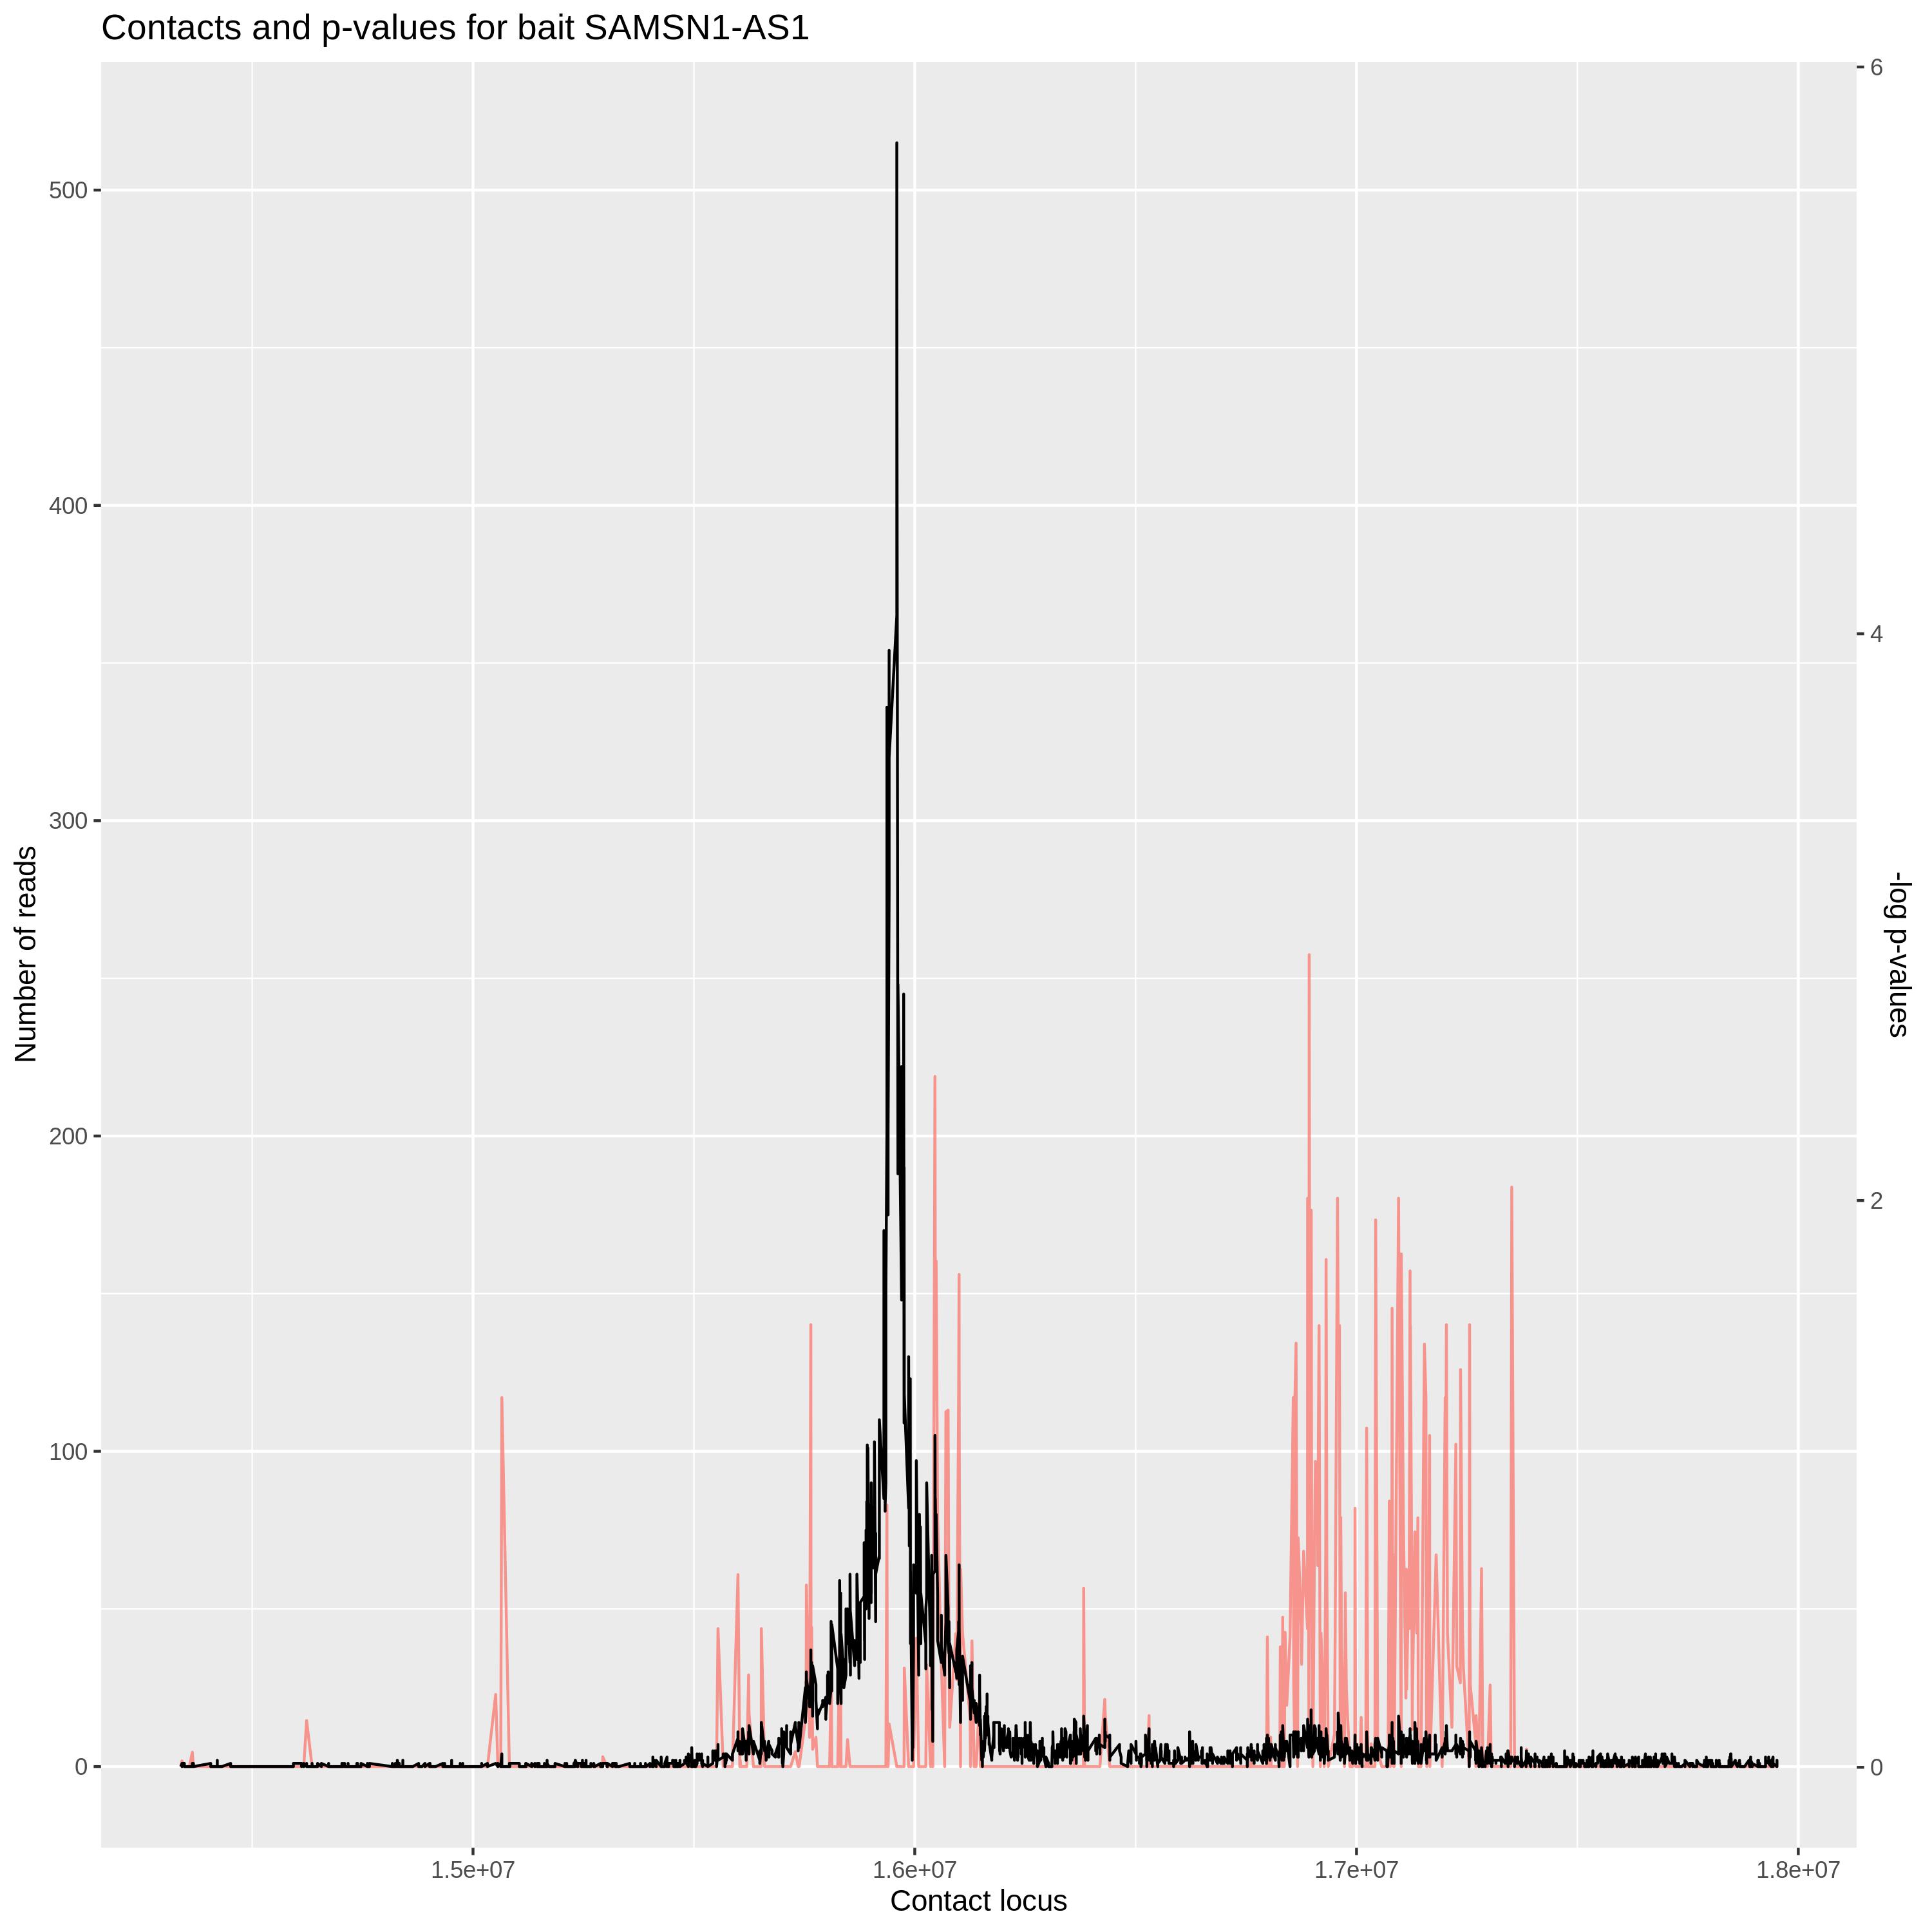 Contacts and p-values for bait SAMSN1-AS1
6
500
400
4
300
Number of reads
-log p-values
200
2
100
0
0
1.5e+07
1.6e+07
1.7e+07
1.8e+07
Contact locus